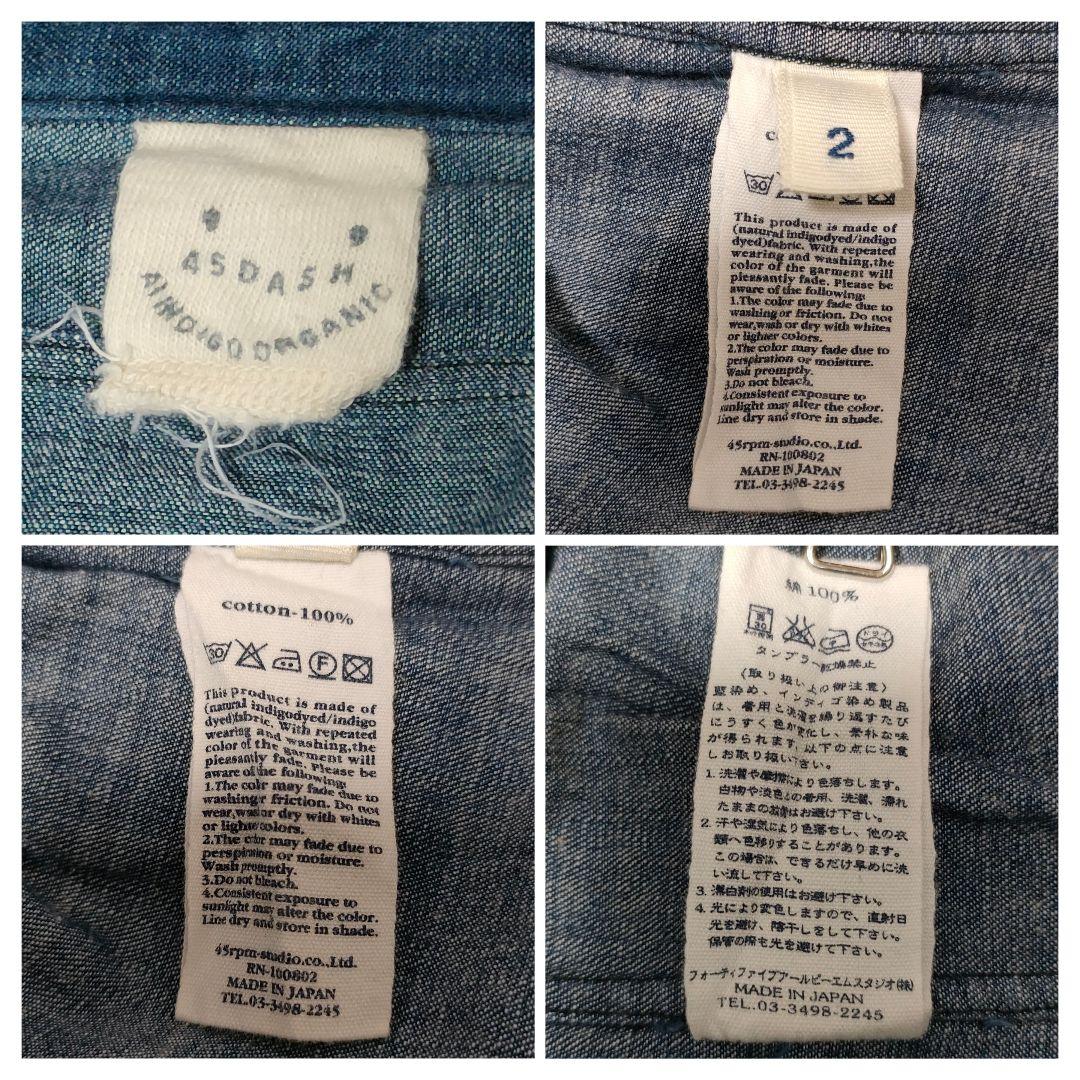 ASDASH
AIINDIGOORGANIC
2
30
This product is made of
(natural indigodyed/indigo
dyed)fabric. With repeated
wearing and washing,the
color of the garment will
pleasantly fade. Please be
aware of the following:
1.The color may fade due to
washing or friction. Do not
wear,wash or dry with whites
or lighter colors.
2.The color may fade due to
perspiration or moisture.
Wash promptly.
3.Do not bleach.
4.Consistent exposure to
sunlight may alter the color.
Line dry and store in shade.
45rpm-studio.co.,Ltd.
RN-100802
MADE IN JAPAN
TEL.03-3498-2245
cotton-100%
30 F
This product is made of
(natural indigodyed/indigo
dyed)fabric. With repeated
wearing and washing,the
color of the garment will
pleasantly fade. Please be
aware of the following:
1.The color may fade due to
washing or friction. Do not
wear,wash or dry with whites
or lighter colors.
2.The color may fade due to
perspiration or moisture.
Wash promptly.
3.Do not bleach.
4.Consistent exposure to
sunlight may alter the color.
Line dry and store in shade.
45rpm-studio.co.,Ltd.
RN-100802
MADE IN JAPAN
TEL.03-3498-2245
綿 100%
30 ドライ
タンブラー乾燥禁止
(取り扱い上の御注意)
藍染め、インディゴ染め製品
は、着用と洗濯を繰り返すたび
にうすく色が変化し、素朴な味
が得られます。以下の点に注意
しお取り扱い下さい。
1. 洗濯や摩擦により色落ちします。
白物や淡色との着用、洗濯、濡れ
たままの放置はお避け下さい。
2. 汗や湿気により色落ちし、他の衣
類へ色移りすることがあります。
この場合は、できるだけ早めに洗
い流して下さい。
3. 漂白剤の使用はお避け下さい。
4. 光により変色しますので、直射日
光を避け、陰干しをして下さい。
保管の際も光を避けて下さい。
フォーティファイブアールピーエムスタジオ(株)
MADE IN JAPAN
TEL.03-3498-2245